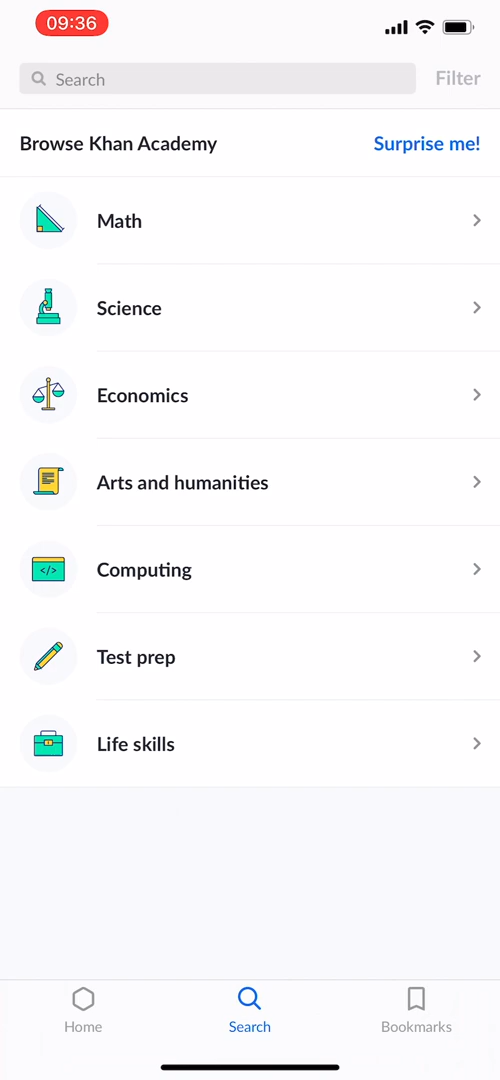 09:36
Search
Filter
Browse Khan Academy
Surprise me!
Math
Science
Economics
Arts and humanities
</>
Computing
Test prep
Life skills
Home
Search
Bookmarks